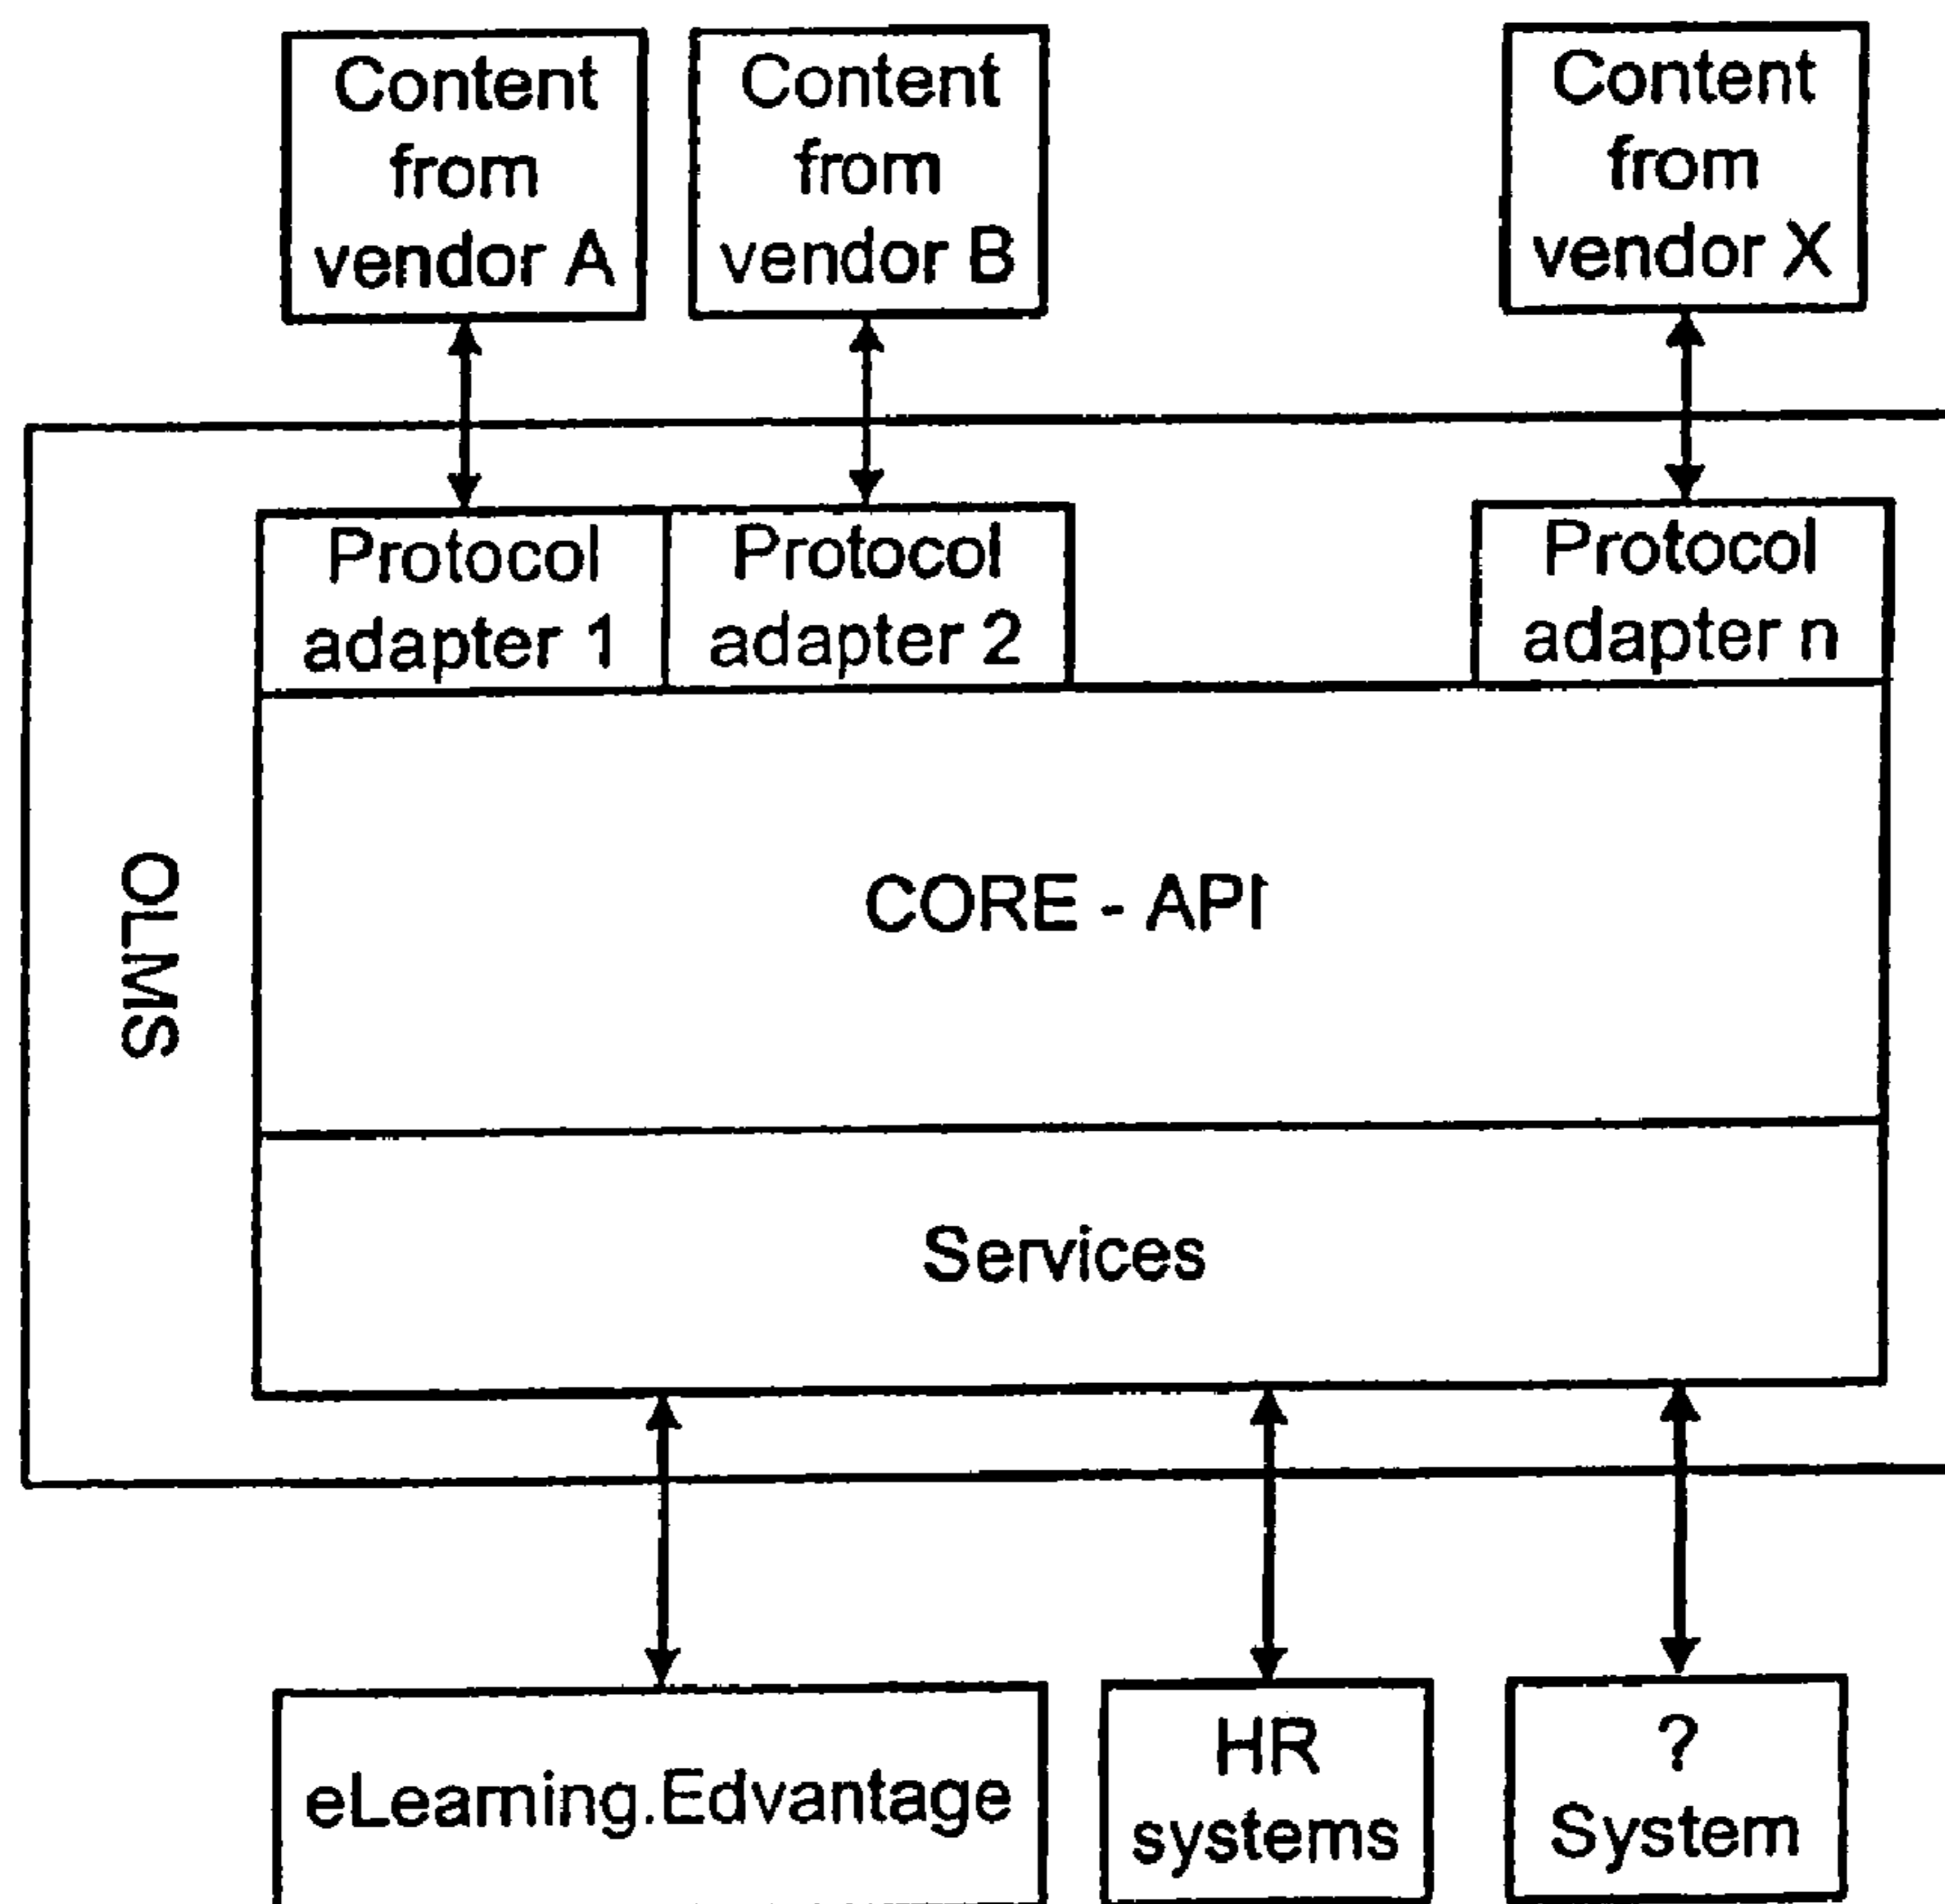 Content
from
vendor A
Content
from
vendor B
Content
from
vendor X
Protocol
adapter 1
Protocol
adapter 2
Protocol
adapter n
OLMS
CORE - API
Services
eLearning.Edvantage
HR
systems
?
System